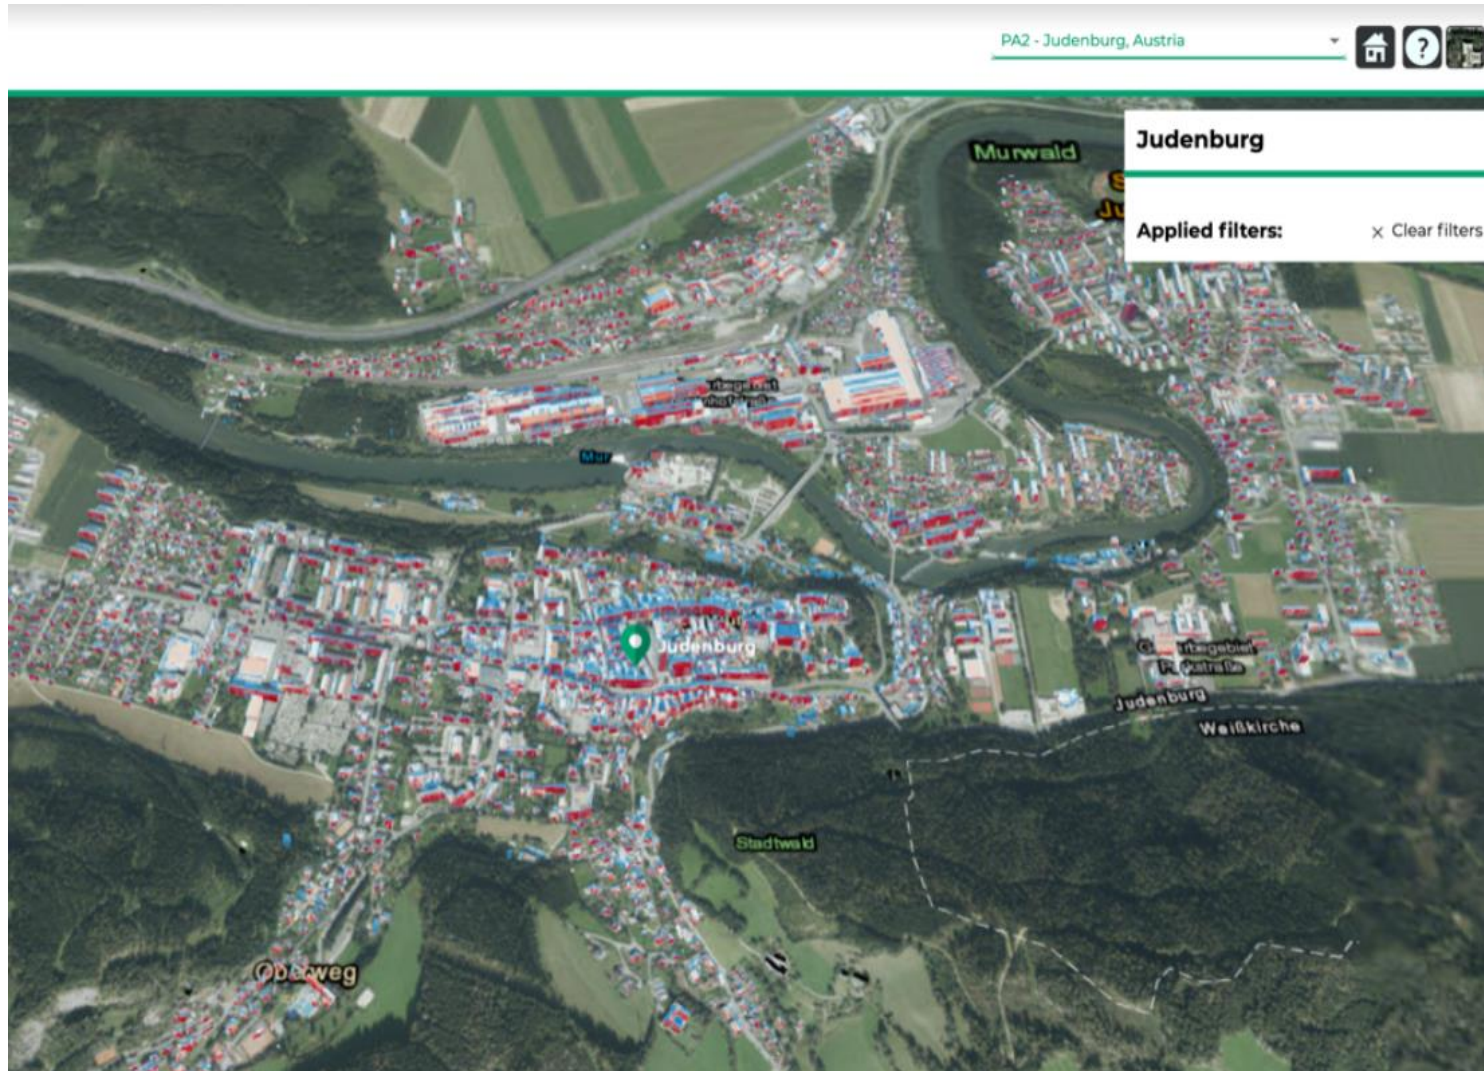 PA2 - Judenburg, Austria
?
Murwald
Judenburg
Applied filters:
× Clear filters
Mur
Judenburg
Judenburg
Weißkirche
Stadtwald
Oberweg